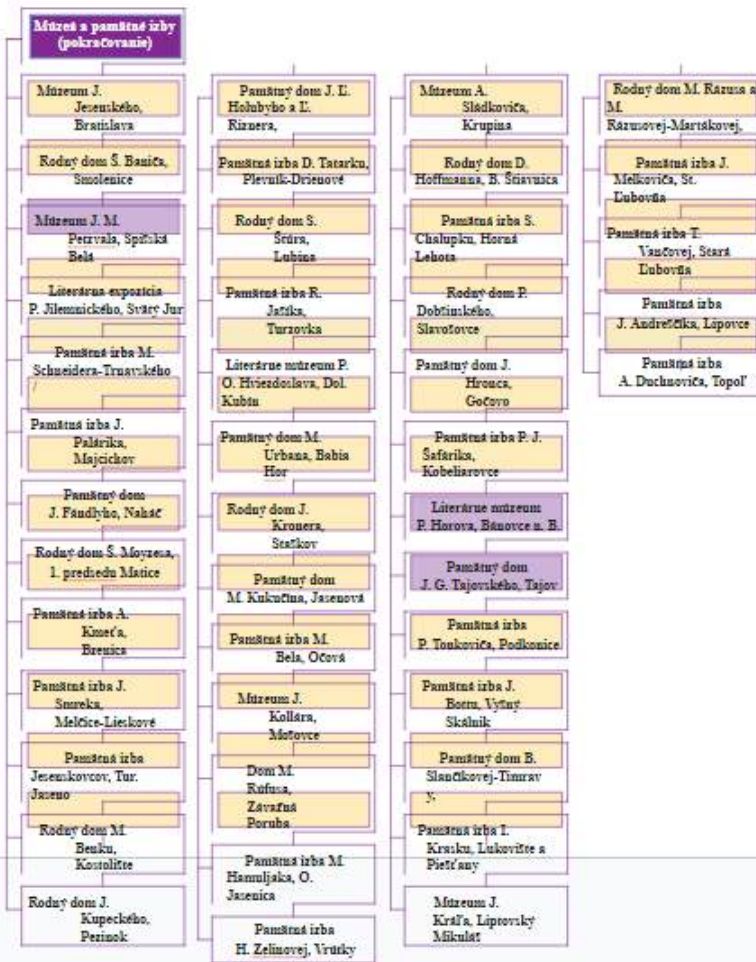 Múzeá a pamätné izby
(pokračovanie)
Múzeum J.
Jesenského,
Bratislava
Rodný dom Š. Baniča,
Smolenice
Múzeum J. M.
Petzvala, Spišská
Belá
Literárna expozícia
P. Jilemnického, Svätý Jur
Pamätná izba M.
Schneidera-Trnavského
/
Pamätná izba J.
Palárika,
Majcichov
Pamätný dom
J. Fándlyho, Naháč
Rodný dom Š. Moyzesa,
1. predsedu Matice
Pamätná izba A.
Kmeťa,
Bzenica
Pamätná izba J.
Smreka,
Melčice-Lieskové
Pamätná izba
Jesenskovcov, Tur.
Jaseno
Rodný dom M.
Benku,
Kostolište
Rodný dom J.
Kupeckého,
Pezinok
Pamätný dom J. Ľ.
Holubyho a Ľ.
Riznera,
Pamätná izba D. Tatarku,
Plevník-Drienové
Rodný dom S.
Štúra,
Lubina
Pamätná izba R.
Jašíka,
Turzovka
Literárne múzeum P.
O. Hviezdoslava, Dol.
Kubín
Pamätný dom M.
Urbana, Babia
Hor
Rodný dom J.
Kronera,
Staškov
Pamätný dom
M. Kukučína, Jasenová
Pamätná izba M.
Bela, Očová
Múzeum J.
Kollára,
Mošovce
Dom M.
Rúfusa,
Závažná
Poruba
Pamätná izba M.
Hamuljaka, O.
Jasenica
Pamätná izba
H. Zelinovej, Vrútky
Múzeum A.
Sládkoviča,
Krupina
Rodný dom D.
Hoffmanna, B. Štiavnica
Pamätná izba S.
Chalupku, Horná
Lehota
Rodný dom P.
Dobšinského,
Slavošovce
Pamätný dom J.
Hronca,
Gočovo
Pamätná izba P. J.
Šafárika,
Kobeliarovce
Literárne múzeum
P. Horova, Bánovce n. B.
Pamätný dom
J. G. Tajovského, Tajov
Pamätná izba
P. Tonkoviča, Podkonice
Pamätná izba J.
Bottu, Vyšný
Skálnik
Pamätný dom B.
Slančíkovej-Timrav
y,
Pamätná izba I.
Krasku, Lukovište a
Piešťany
Múzeum J.
Kráľa, Liptovský
Mikuláš
Rodný dom M. Rázusa a
M.
Rázusovej-Martákovej,
Pamätná izba J.
Melkoviča, St.
Ľubovňa
Pamätná izba T.
Vančovej, Stará
Ľubovňa
Pamätná izba
J. Andreščíka, Lipovce
Pamätná izba
A. Duchnoviča, Topoľ